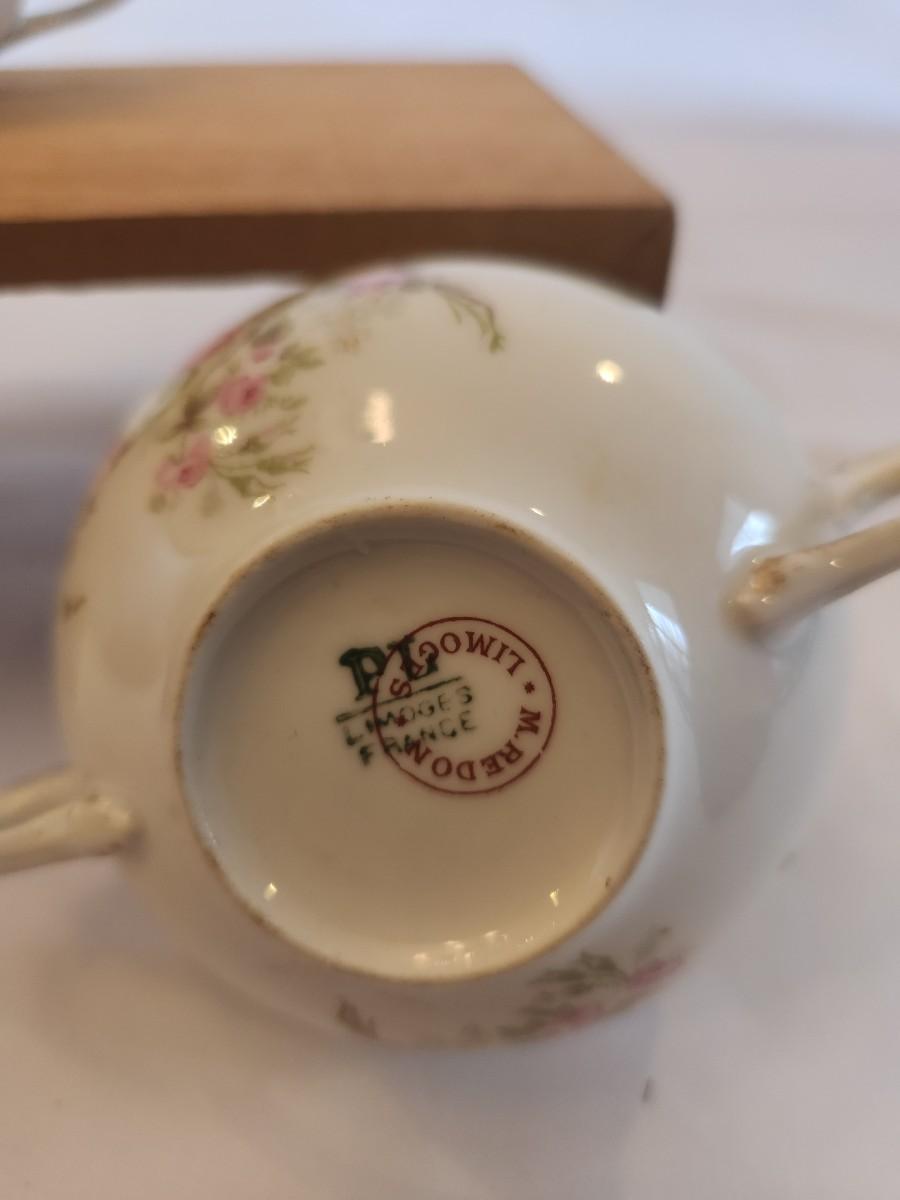 PL
LIMOGES
FRANCE
M. REDON * LIMOGES *